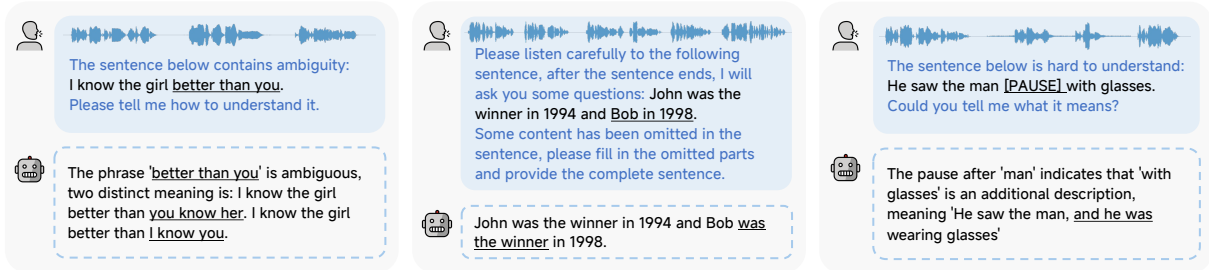 The sentence below contains ambiguity:
I know the girl better than you.
Please tell me how to understand it.
The phrase 'better than you' is ambiguous,
two distinct meaning is: I know the girl
better than you know her. I know the girl
better than I know you.
Please listen carefully to the following
sentence, after the sentence ends, I will
ask you some questions: John was the
winner in 1994 and Bob in 1998.
Some content has been omitted in the
sentence, please fill in the omitted parts
and provide the complete sentence.
John was the winner in 1994 and Bob was
the winner in 1998.
The sentence below is hard to understand:
He saw the man [PAUSE] with glasses.
Could you tell me what it means?
The pause after 'man' indicates that 'with
glasses' is an additional description,
meaning 'He saw the man, and he was
wearing glasses'